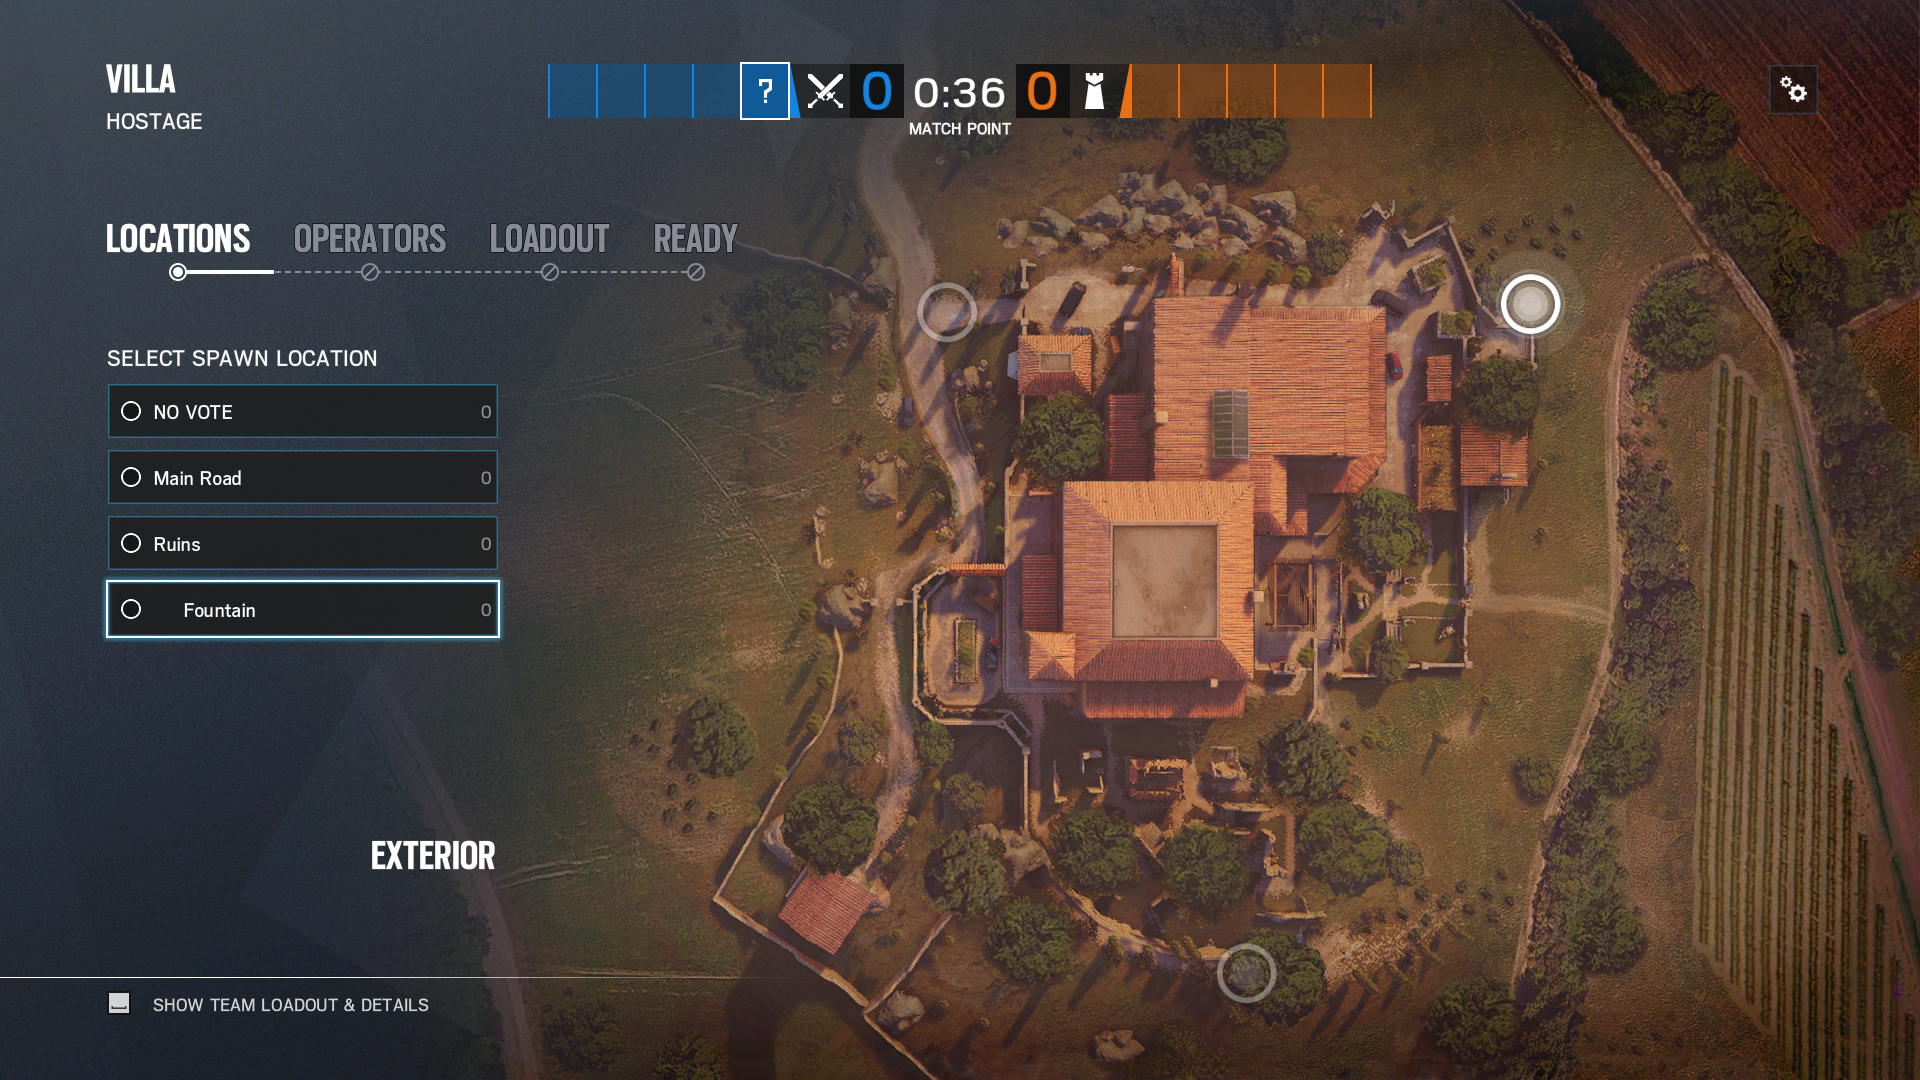 VILLA
HOSTAGE
?
0
0:36
0
MATCH POINT
LOCATIONS
OPERATORS
LOADOUT
READY
SELECT SPAWN LOCATION
NO VOTE 0
Main Road 0
Ruins 0
Fountain 0
EXTERIOR
SHOW TEAM LOADOUT & DETAILS